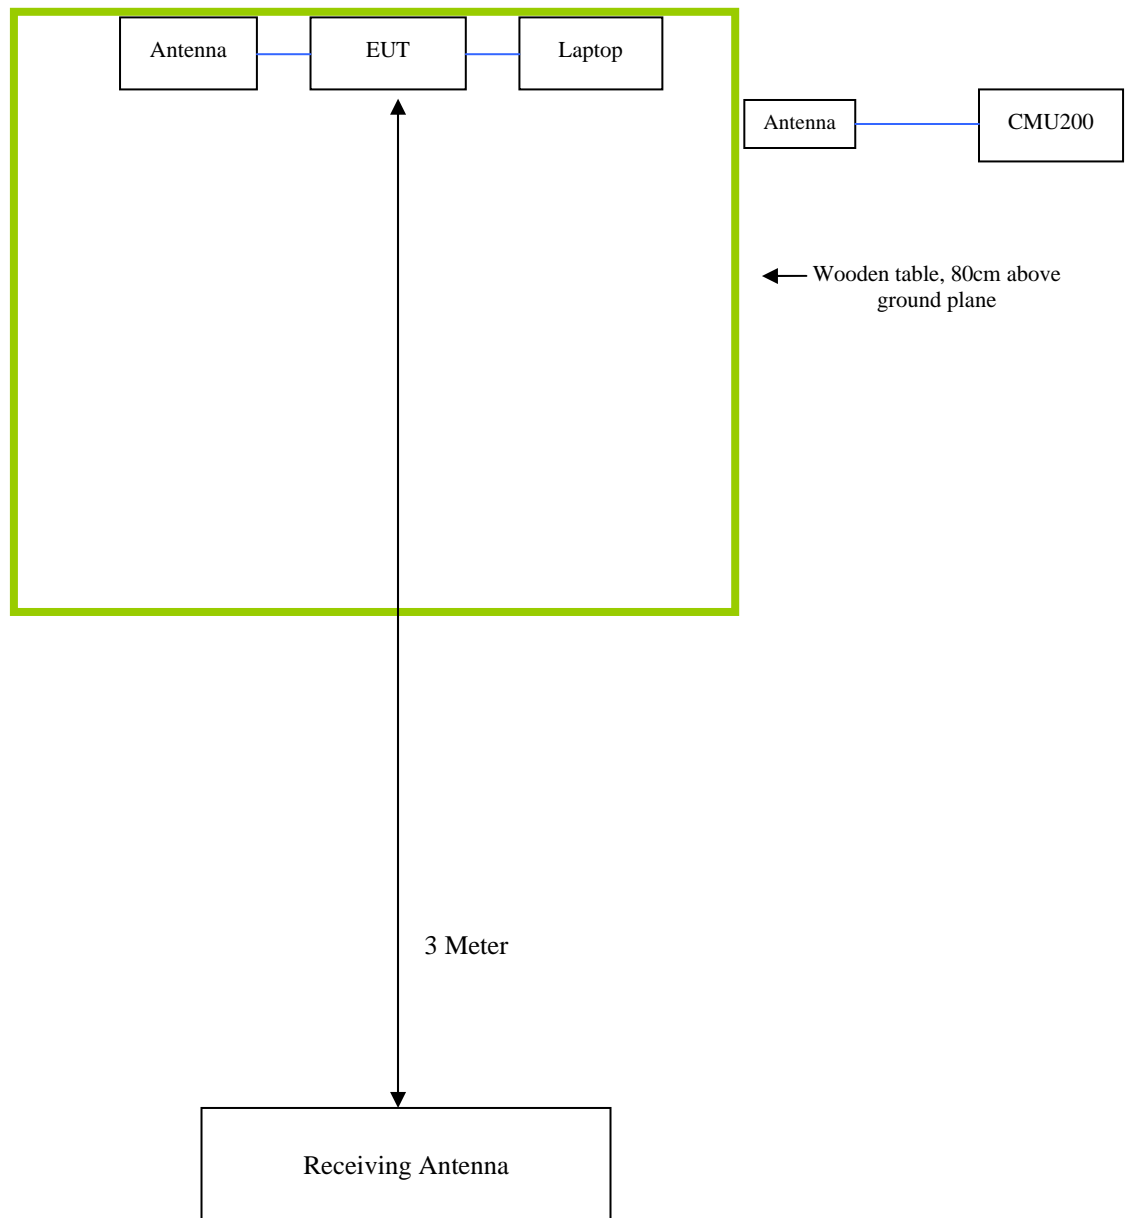 Antenna
EUT
Laptop
Antenna
CMU200
Wooden table, 80cm above
ground plane
3 Meter
Receiving Antenna